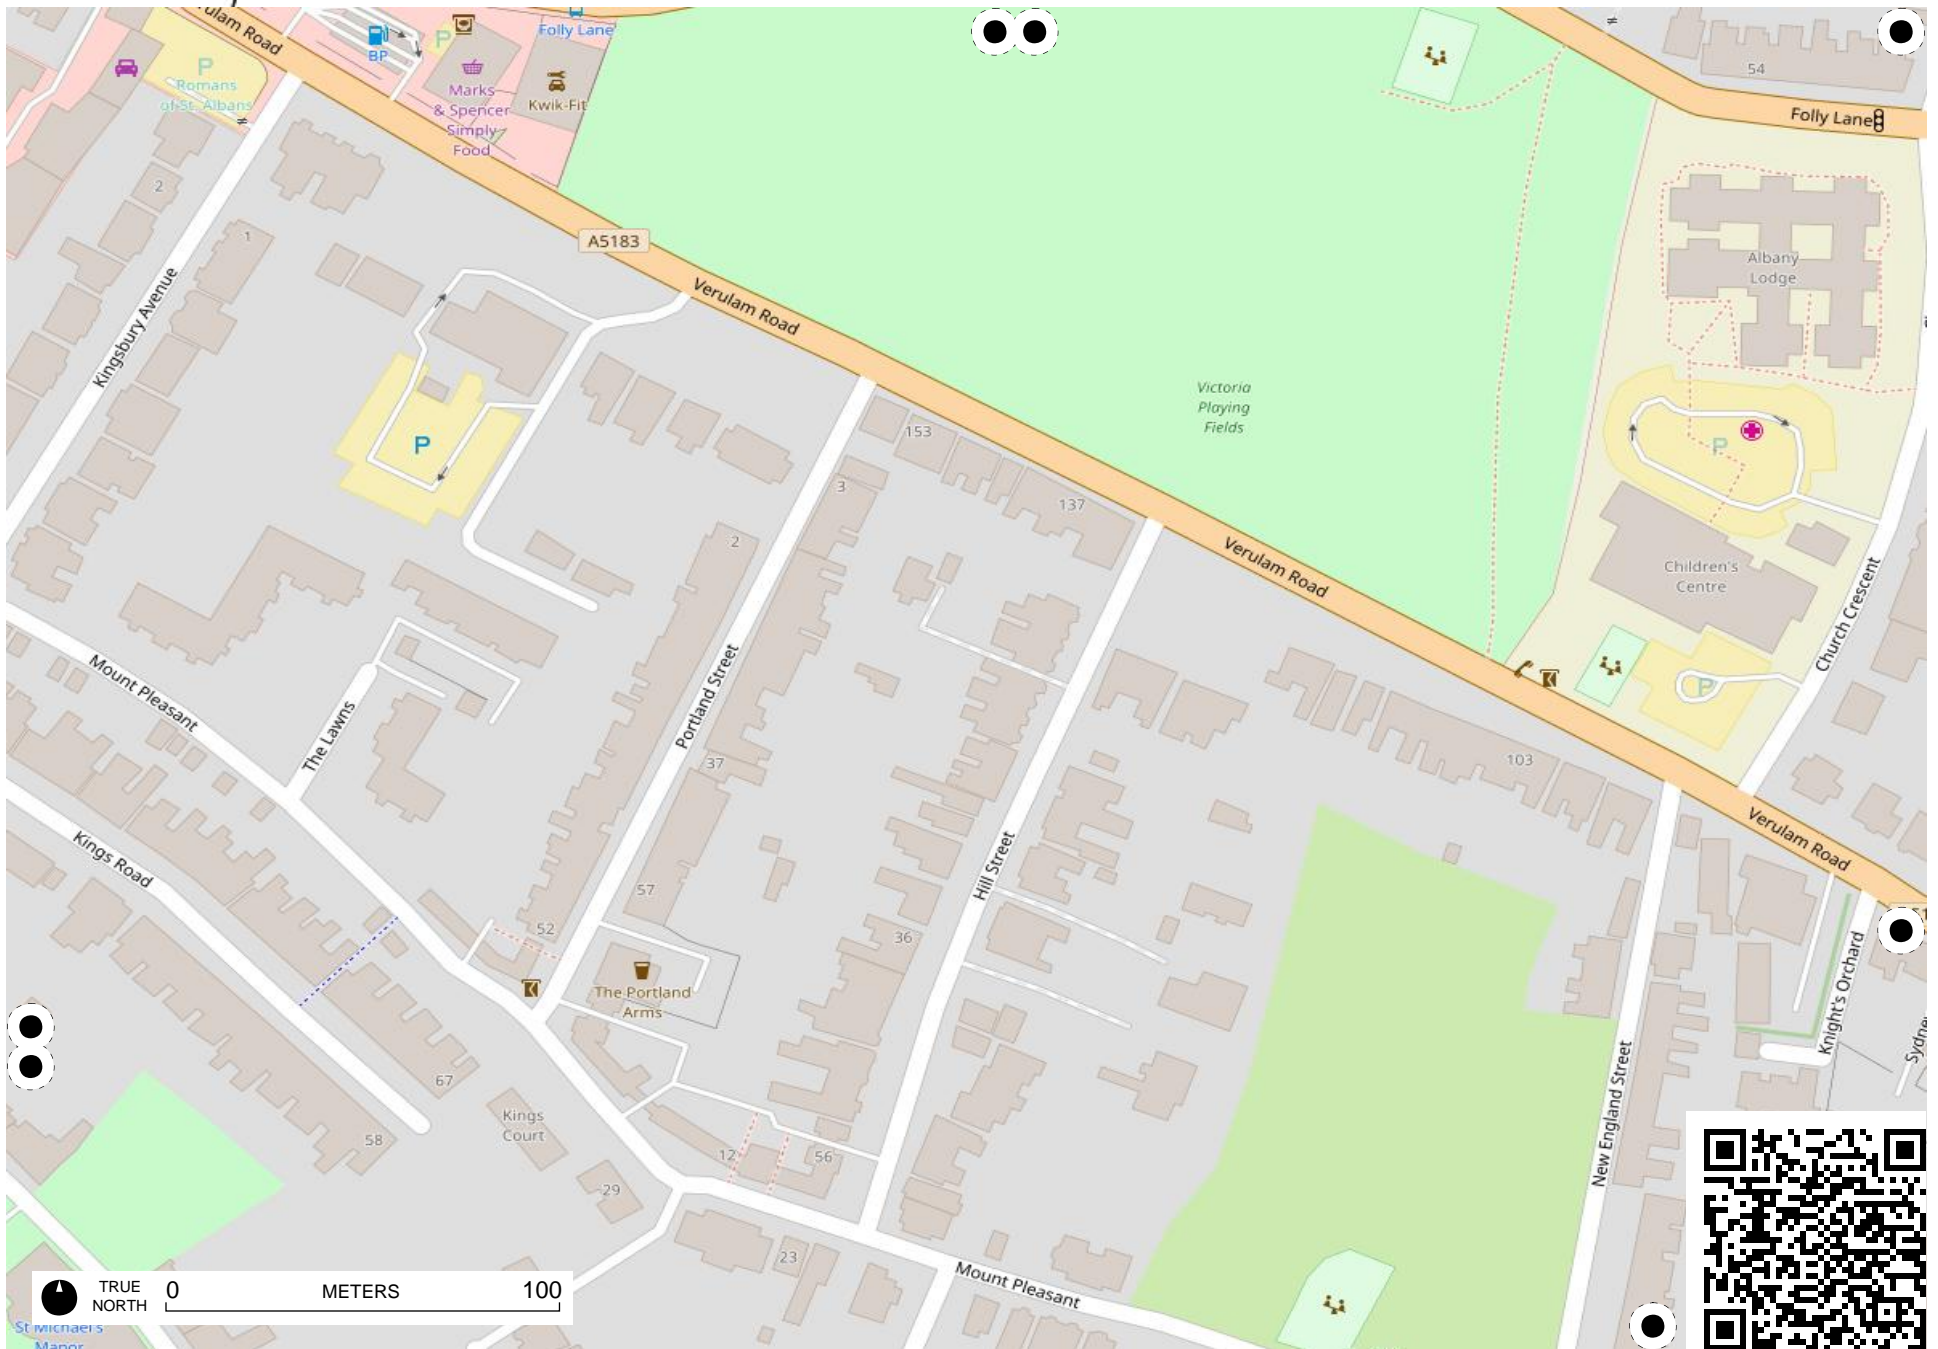 Verulam Road
BP
P
Folly Lane
P
Romans
of St. Albans
Marks
& Spencer
Simply
Food
Kwik-Fit
54
Folly Lane
2
1
A5183
Albany
Lodge
Verulam Road
Kingsbury Avenue
Victoria
Playing
Fields
P
153
P
3
137
2
Verulam Road
Children's
Centre
Church Crescent
Mount Pleasant
Portland Street
The Lawns
P
37
103
Verulam Road
Kings Road
Hill Street
57
52
36
The Portland
Arms
Knight's Orchard
67
Kings
Court
58
New England Street
12
56
29
23
Mount Pleasant
TRUE
NORTH
0
METERS
100
St Michael's
Manor